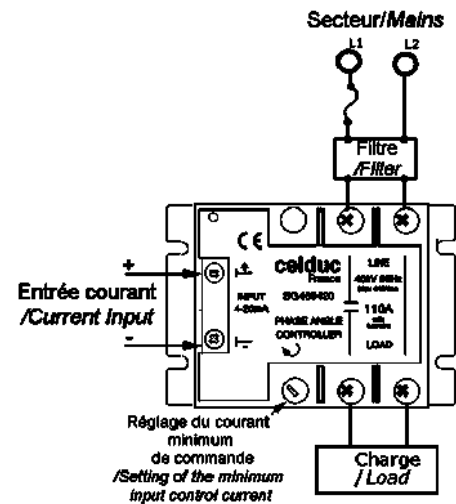 Secteur/Mains
L1
L2
Filtre
/Filter
CE
celduc
France
LINE
+
Entrée courant
/Current Input
-
INPUT
4-20mA
110A
PHASE ANGLE
CONTROLLER
LOAD
Réglage du courant
minimum
de commande
/Setting of the minimum
input control current
Charge
/ Load